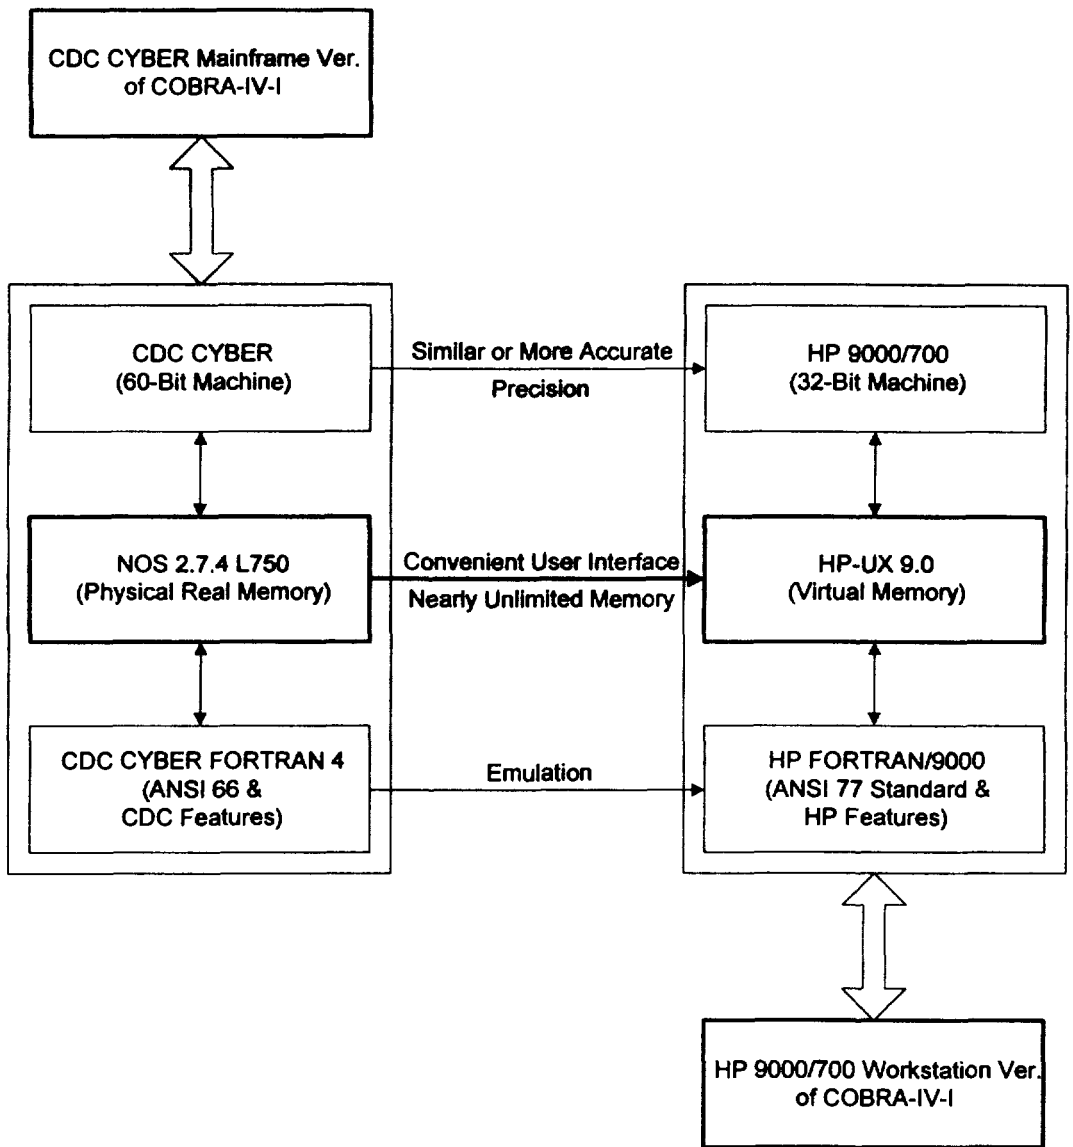 CDC CYBER Mainframe Ver.
of COBRA-IV-I
CDC CYBER
(60-Bit Machine)
Similar or More Accurate
Precision
HP 9000/700
(32-Bit Machine)
NOS 2.7.4 L750
(Physical Real Memory)
Convenient User Interface
Nearly Unlimited Memory
HP-UX 9.0
(Virtual Memory)
CDC CYBER FORTRAN 4
(ANSI 66 &
CDC Features)
Emulation
HP FORTRAN/9000
(ANSI 77 Standard &
HP Features)
HP 9000/700 Workstation Ver.
of COBRA-IV-I